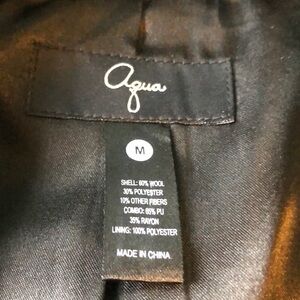 Aqua
M
SHELL: 60% WOOL
30% POLYESTER
10% OTHER FIBERS
COMBO: 65% PU
35% RAYON
LINING: 100% POLYESTER
MADE IN CHINA